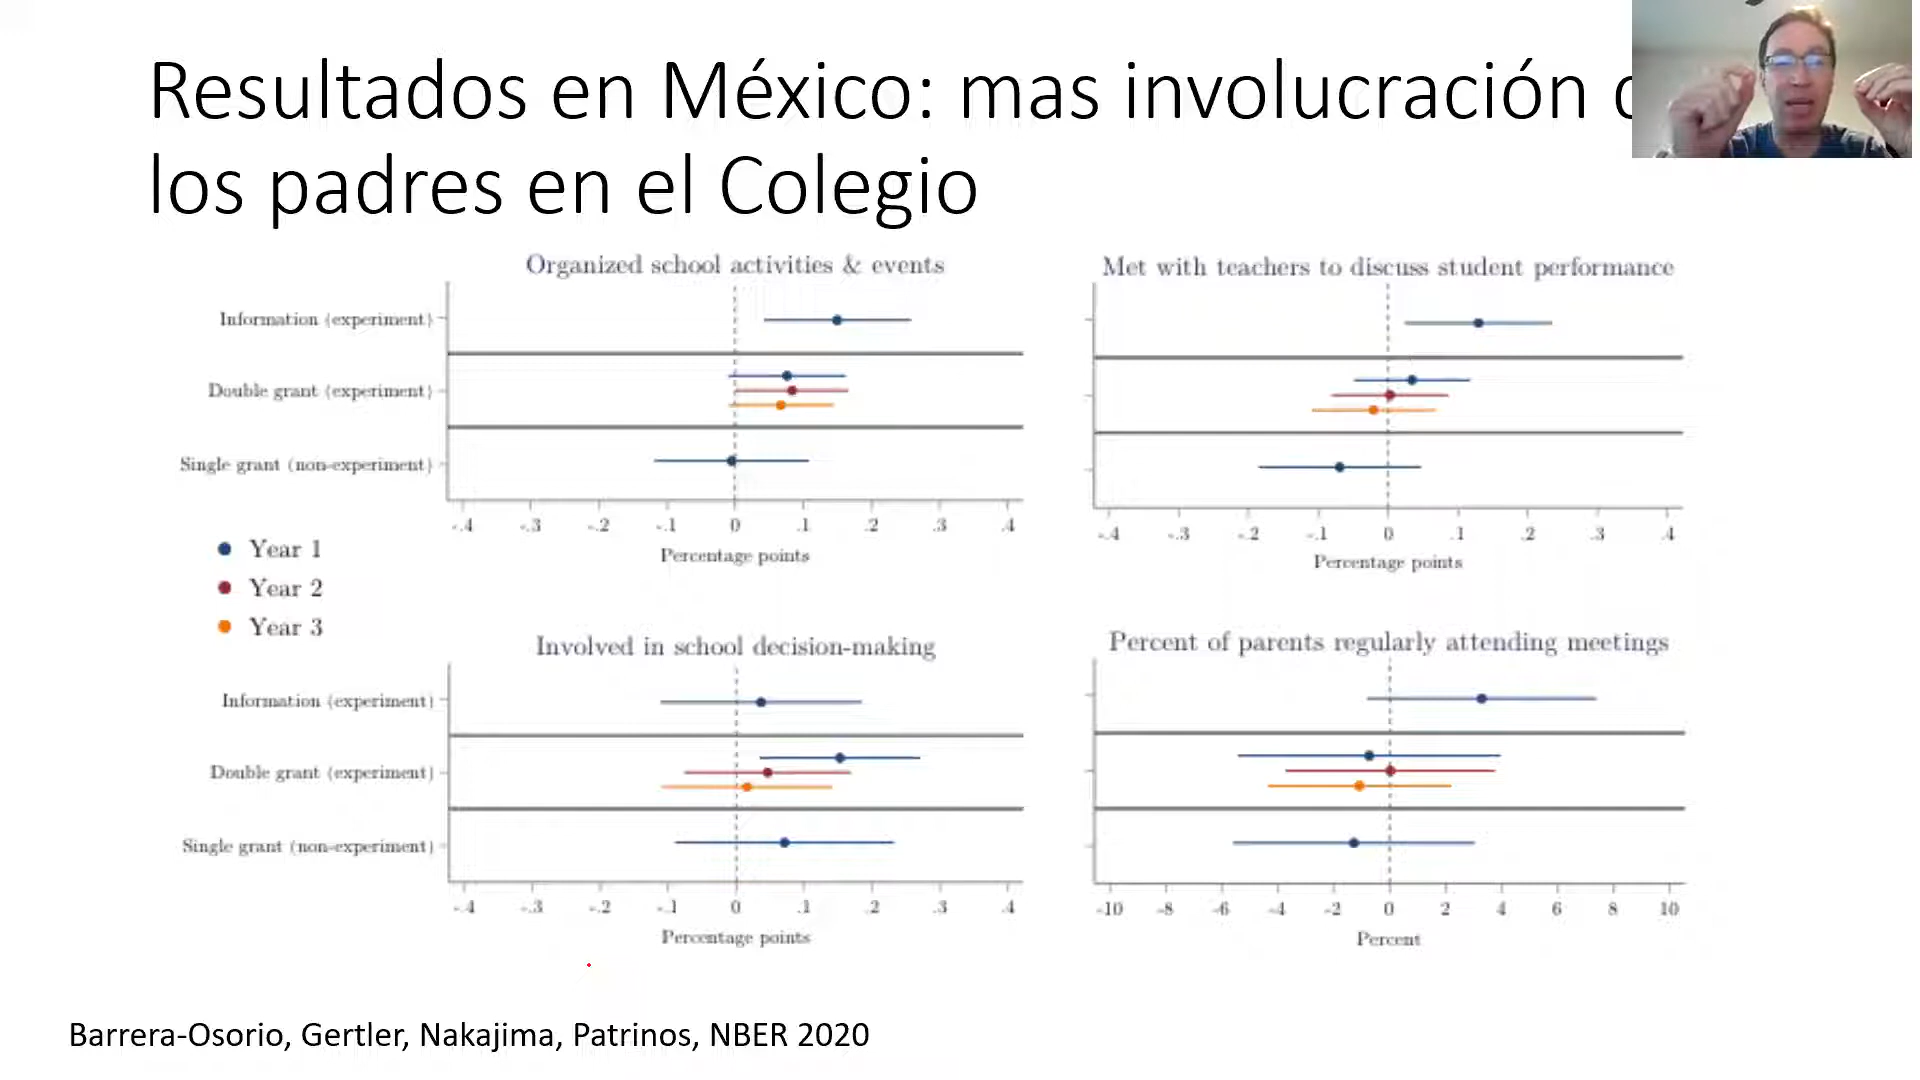 Resultados en México: mas involucración
los padres en el Colegio
Organized school activities & events
Information (experiment)
Double grant (experiment)
Single grant (non-experiment)
-.4 -.3 -.2 -.1 0 .1 .2 .3 .4
Percentage points
Met with teachers to discuss student performance
-.4 -.3 -.2 -.1 0 .1 .2 .3 .4
Percentage points
Year 1
Year 2
Year 3
Involved in school decision-making
Information (experiment)
Double grant (experiment)
Single grant (non-experiment)
-.4 -.3 -.2 -.1 0 .1 .2 .3 .4
Percentage points
Percent of parents regularly attending meetings
-10 -8 -6 -4 -2 0 2 4 6 8 10
Percent
Barrera-Osorio, Gertler, Nakajima, Patrinos, NBER 2020